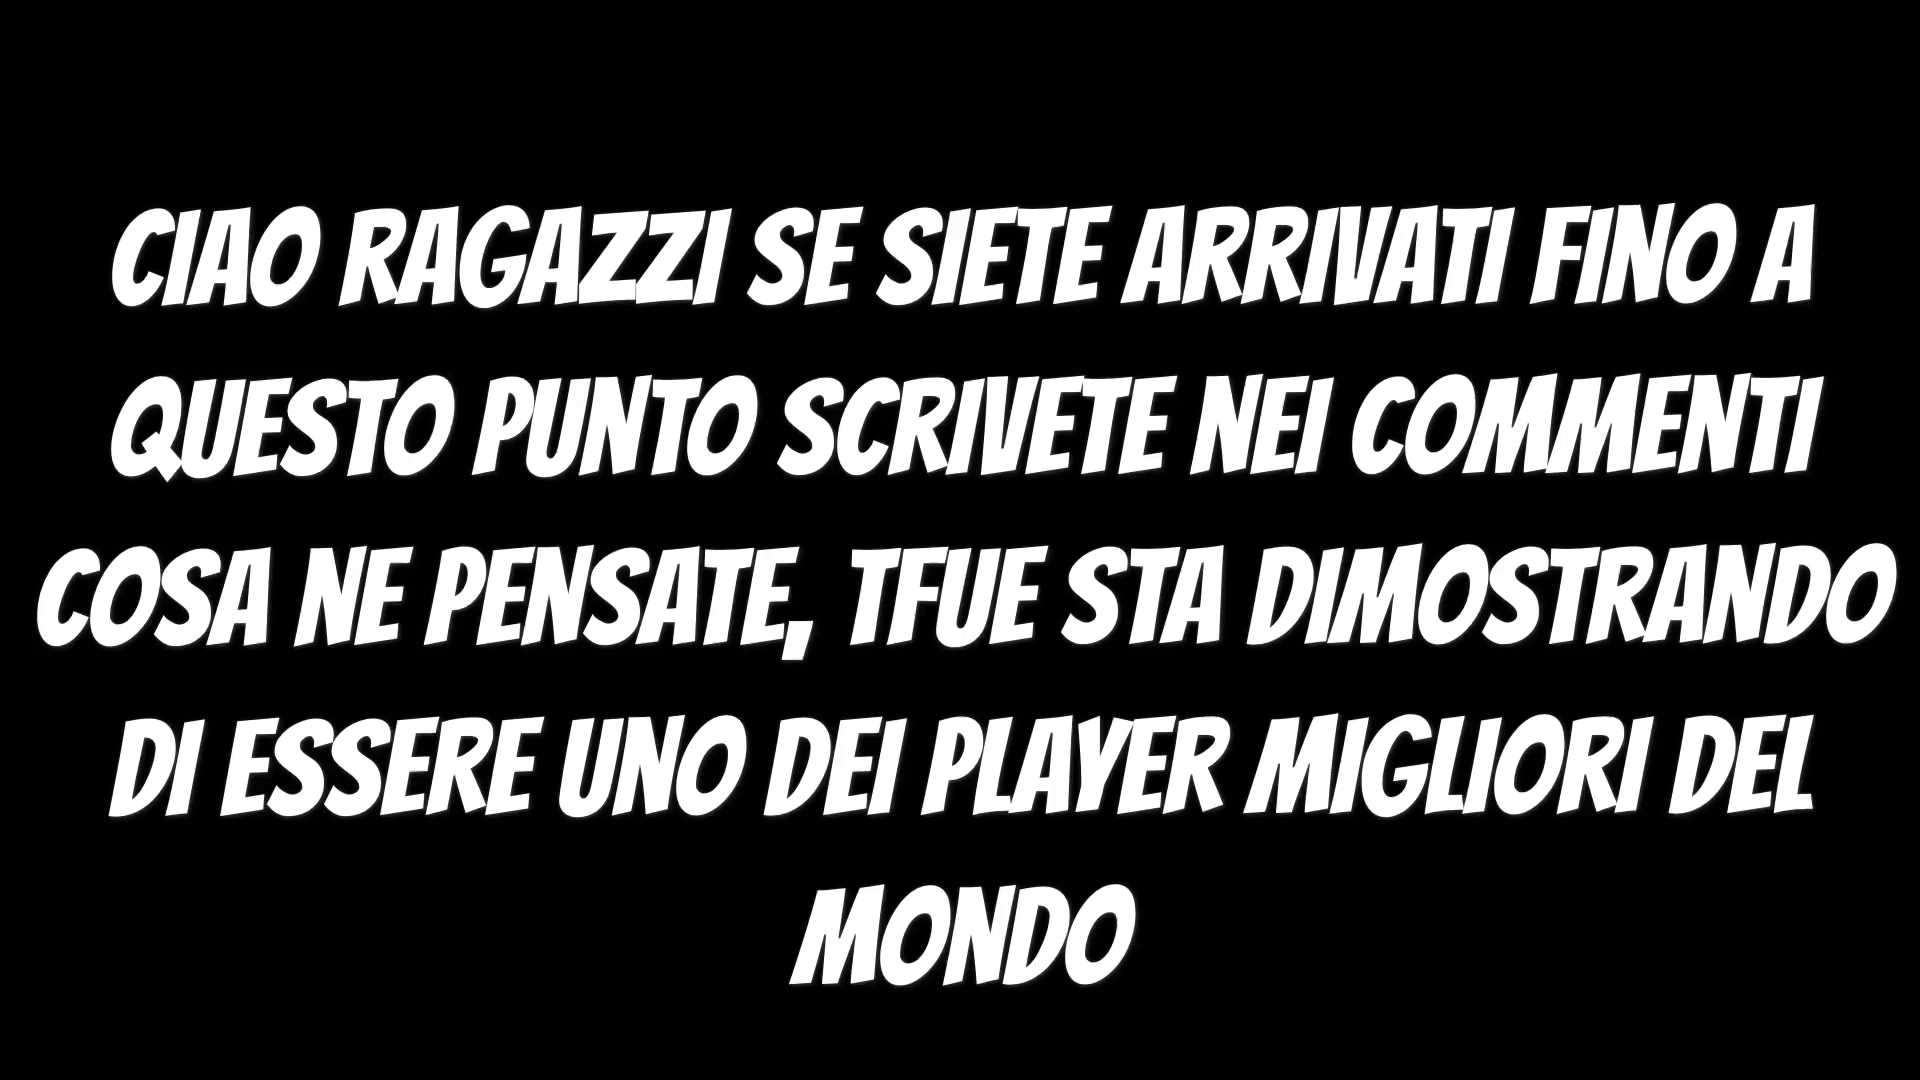 CIAO RAGAZZI SE SIETE ARRIVATI FINO A
QUESTO PUNTO SCRIVETE NEI COMMENTI
COSA NE PENSATE, TFUE STA DIMOSTRANDO
DI ESSERE UNO DEI PLAYER MIGLIORI DEL
MONDO